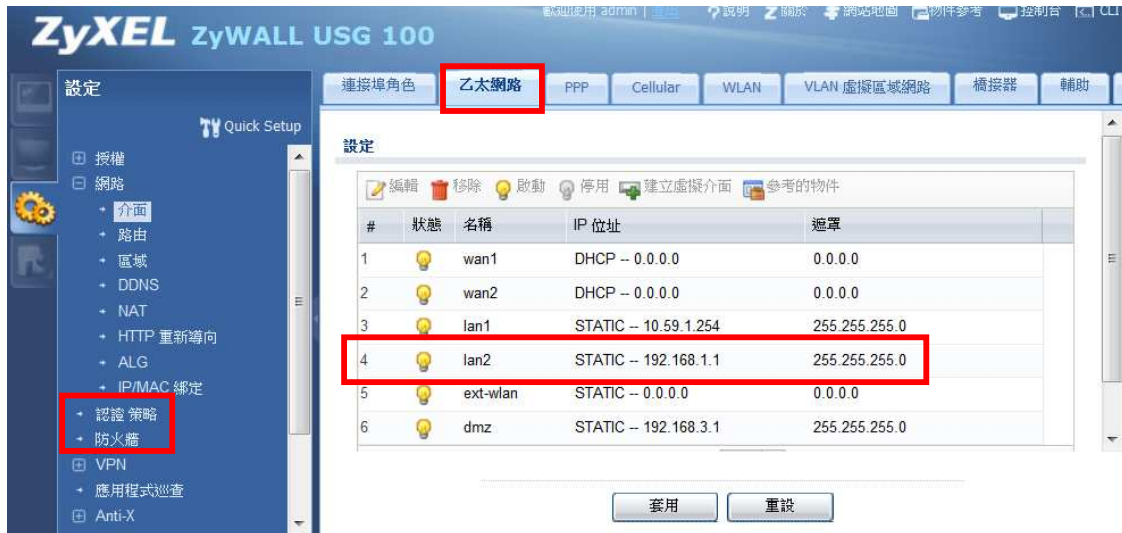 歡迎使用 admin | 登出 ?說明 Z關於 網站地圖 物件參考 控制台 CLI
ZyXEL ZyWALL USG 100
設定
Quick Setup
授權
網路
介面
路由
區域
DDNS
NAT
HTTP 重新導向
ALG
IP/MAC 綁定
認證 策略
防火牆
VPN
應用程式巡查
Anti-X
連接埠角色 乙太網路 PPP Cellular WLAN VLAN 虛擬區域網路 橋接器 輔助
設定
編輯 移除 啟動 停用 建立虛擬介面 參考的物件
# 狀態 名稱 IP 位址 遮罩
1 wan1 DHCP -- 0.0.0.0 0.0.0.0
2 wan2 DHCP -- 0.0.0.0 0.0.0.0
3 lan1 STATIC -- 10.59.1.254 255.255.255.0
4 lan2 STATIC -- 192.168.1.1 255.255.255.0
5 ext-wlan STATIC -- 0.0.0.0 0.0.0.0
6 dmz STATIC -- 192.168.3.1 255.255.255.0
套用 重設